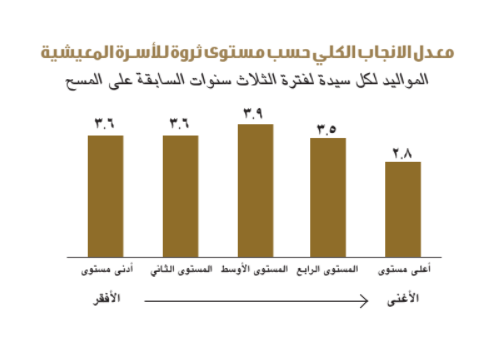 معدل الانجاب الكلي حسب مستوى ثروة للأسرة المعيشية
المواليد لكل سيدة لفترة الثلاث سنوات السابقة على المسح
٣.٦ ٣.٦ ٣.٩ ٣.٥ ٢.٨
أدنى مستوى المستوى الثاني المستوى الأوسط المستوى الرابع أعلى مستوى
الأفقر الأغنى